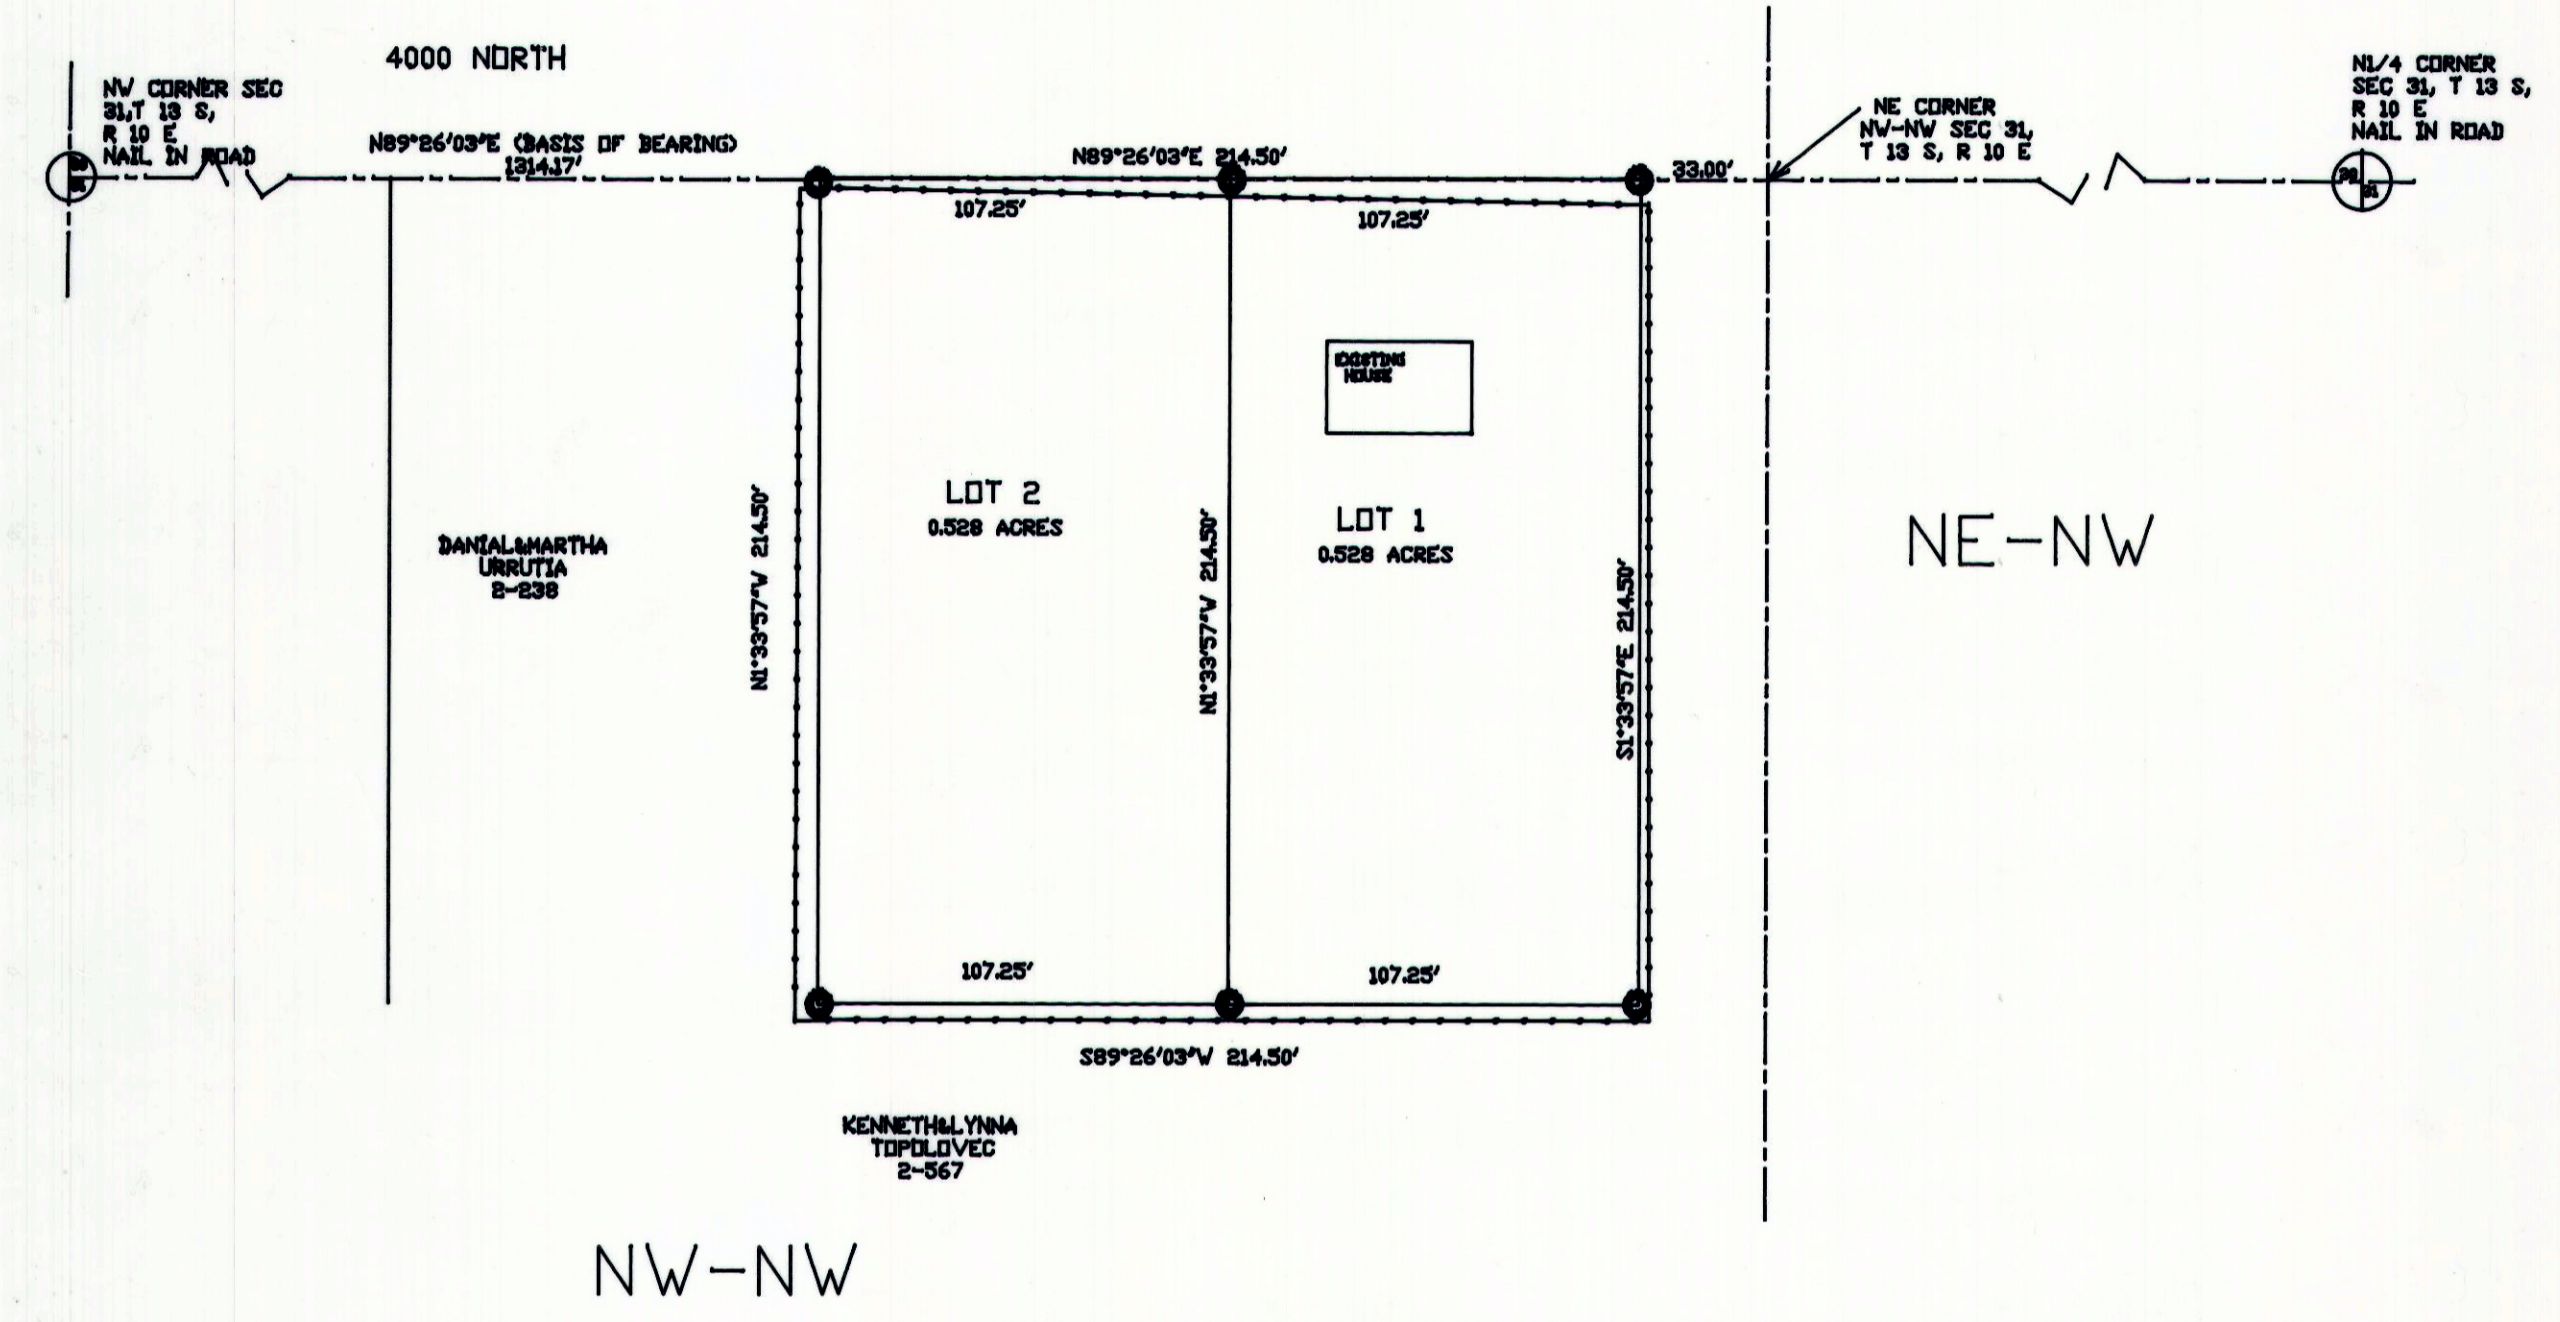 4000 NORTH
NW CORNER SEC
31,T 13 S,
R 10 E
NAIL IN ROAD
N89°26'03"E (BASIS OF BEARING)
1314.17'
N89°26'03"E 214.50'
33.00'
NE CORNER
NW-NW SEC 31,
T 13 S, R 10 E
N1/4 CORNER
SEC 31, T 13 S,
R 10 E
NAIL IN ROAD
31
107.25'
107.25'
EXISTING
HOUSE
LOT 2
0.528 ACRES
LOT 1
0.528 ACRES
N1°33'57"W 214.50'
N1°33'57"W 214.50'
S1°33'57"E 214.50'
DANIAL&MARTHA
URRUTIA
2-238
NE-NW
107.25'
107.25'
S89°26'03"W 214.50'
KENNETH&LYNNA
TOPOLOVEC
2-567
NW-NW